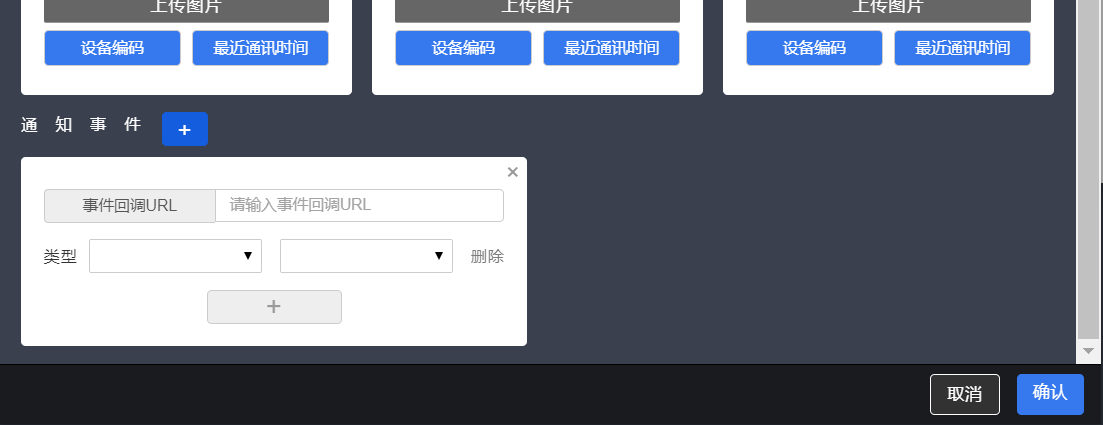 上传图片 上传图片 上传图片
设备编码 最近通讯时间 设备编码 最近通讯时间 设备编码 最近通讯时间
通知事件 +
×
事件回调URL 请输入事件回调URL
类型 删除
+
取消 确认